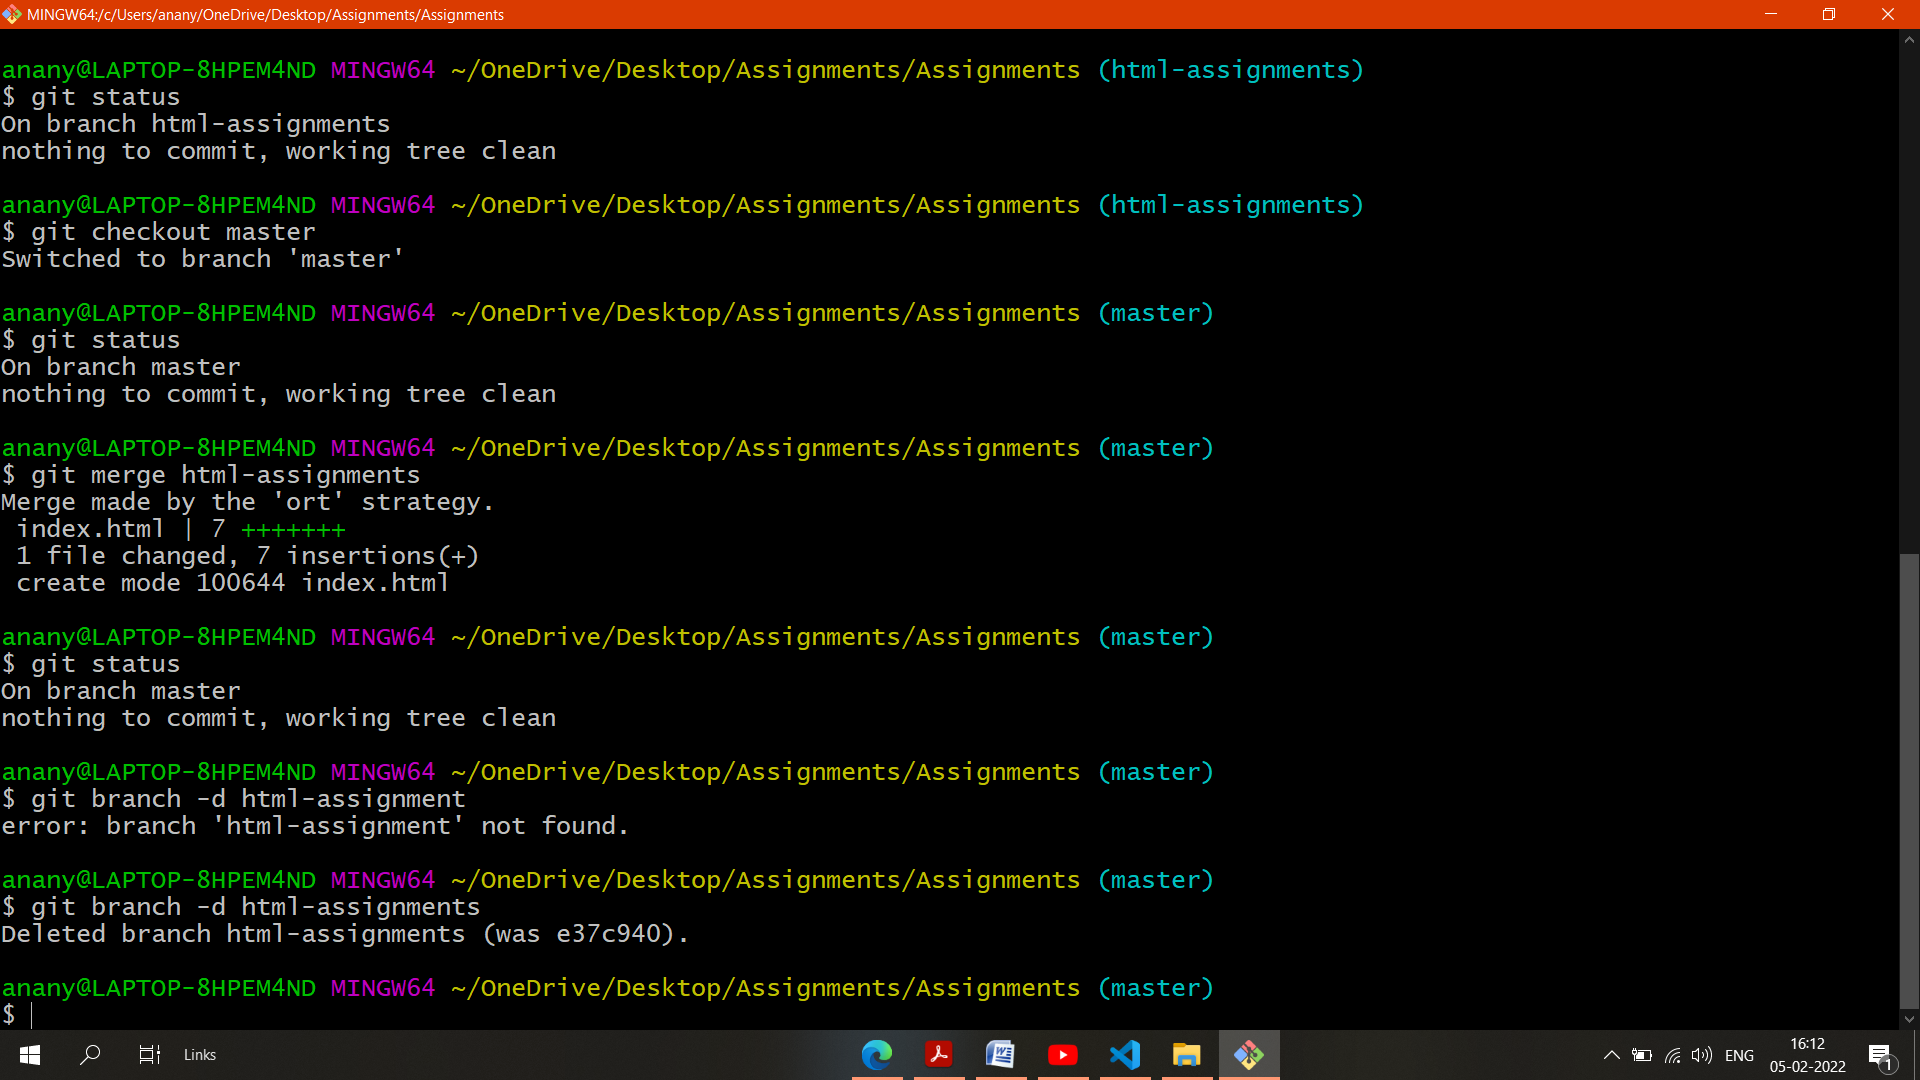 MINGW64:/c/Users/anany/OneDrive/Desktop/Assignments/Assignments
anany@LAPTOP-8HPEM4ND MINGW64 ~/OneDrive/Desktop/Assignments/Assignments (html-assignments)
$ git status
On branch html-assignments
nothing to commit, working tree clean
anany@LAPTOP-8HPEM4ND MINGW64 ~/OneDrive/Desktop/Assignments/Assignments (html-assignments)
$ git checkout master
Switched to branch 'master'
anany@LAPTOP-8HPEM4ND MINGW64 ~/OneDrive/Desktop/Assignments/Assignments (master)
$ git status
On branch master
nothing to commit, working tree clean
anany@LAPTOP-8HPEM4ND MINGW64 ~/OneDrive/Desktop/Assignments/Assignments (master)
$ git merge html-assignments
Merge made by the 'ort' strategy.
 index.html | 7 +++++++
 1 file changed, 7 insertions(+)
 create mode 100644 index.html
anany@LAPTOP-8HPEM4ND MINGW64 ~/OneDrive/Desktop/Assignments/Assignments (master)
$ git status
On branch master
nothing to commit, working tree clean
anany@LAPTOP-8HPEM4ND MINGW64 ~/OneDrive/Desktop/Assignments/Assignments (master)
$ git branch -d html-assignment
error: branch 'html-assignment' not found.
anany@LAPTOP-8HPEM4ND MINGW64 ~/OneDrive/Desktop/Assignments/Assignments (master)
$ git branch -d html-assignments
Deleted branch html-assignments (was e37c940).
anany@LAPTOP-8HPEM4ND MINGW64 ~/OneDrive/Desktop/Assignments/Assignments (master)
$
Links
ENG
16:12
05-02-2022
1